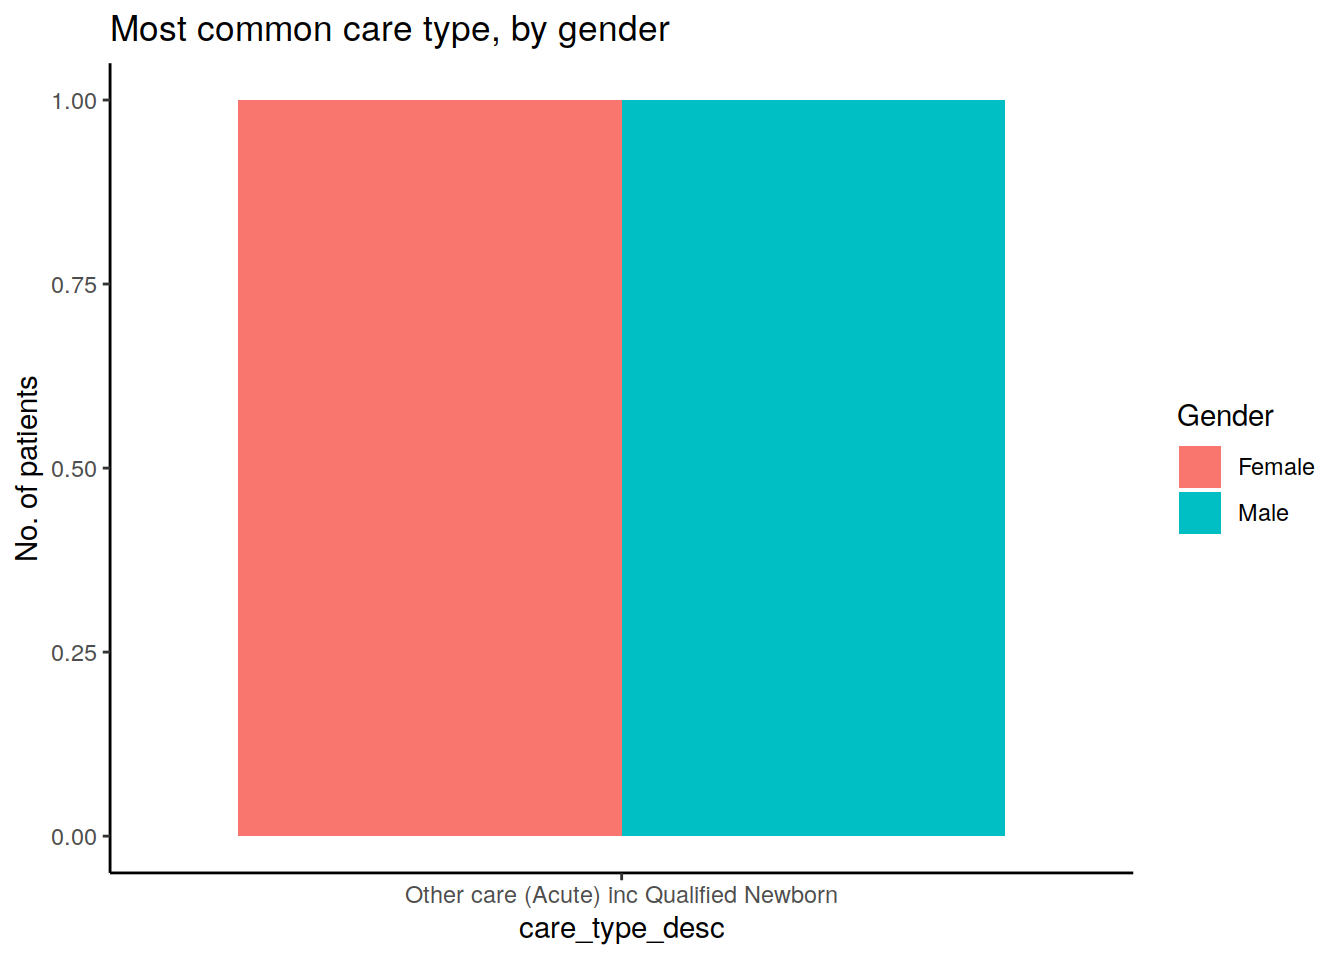 Most common care type, by gender
1.00
0.75
0.50
0.25
0.00
No. of patients
Other care (Acute) inc Qualified Newborn
care_type_desc
Gender
Female
Male